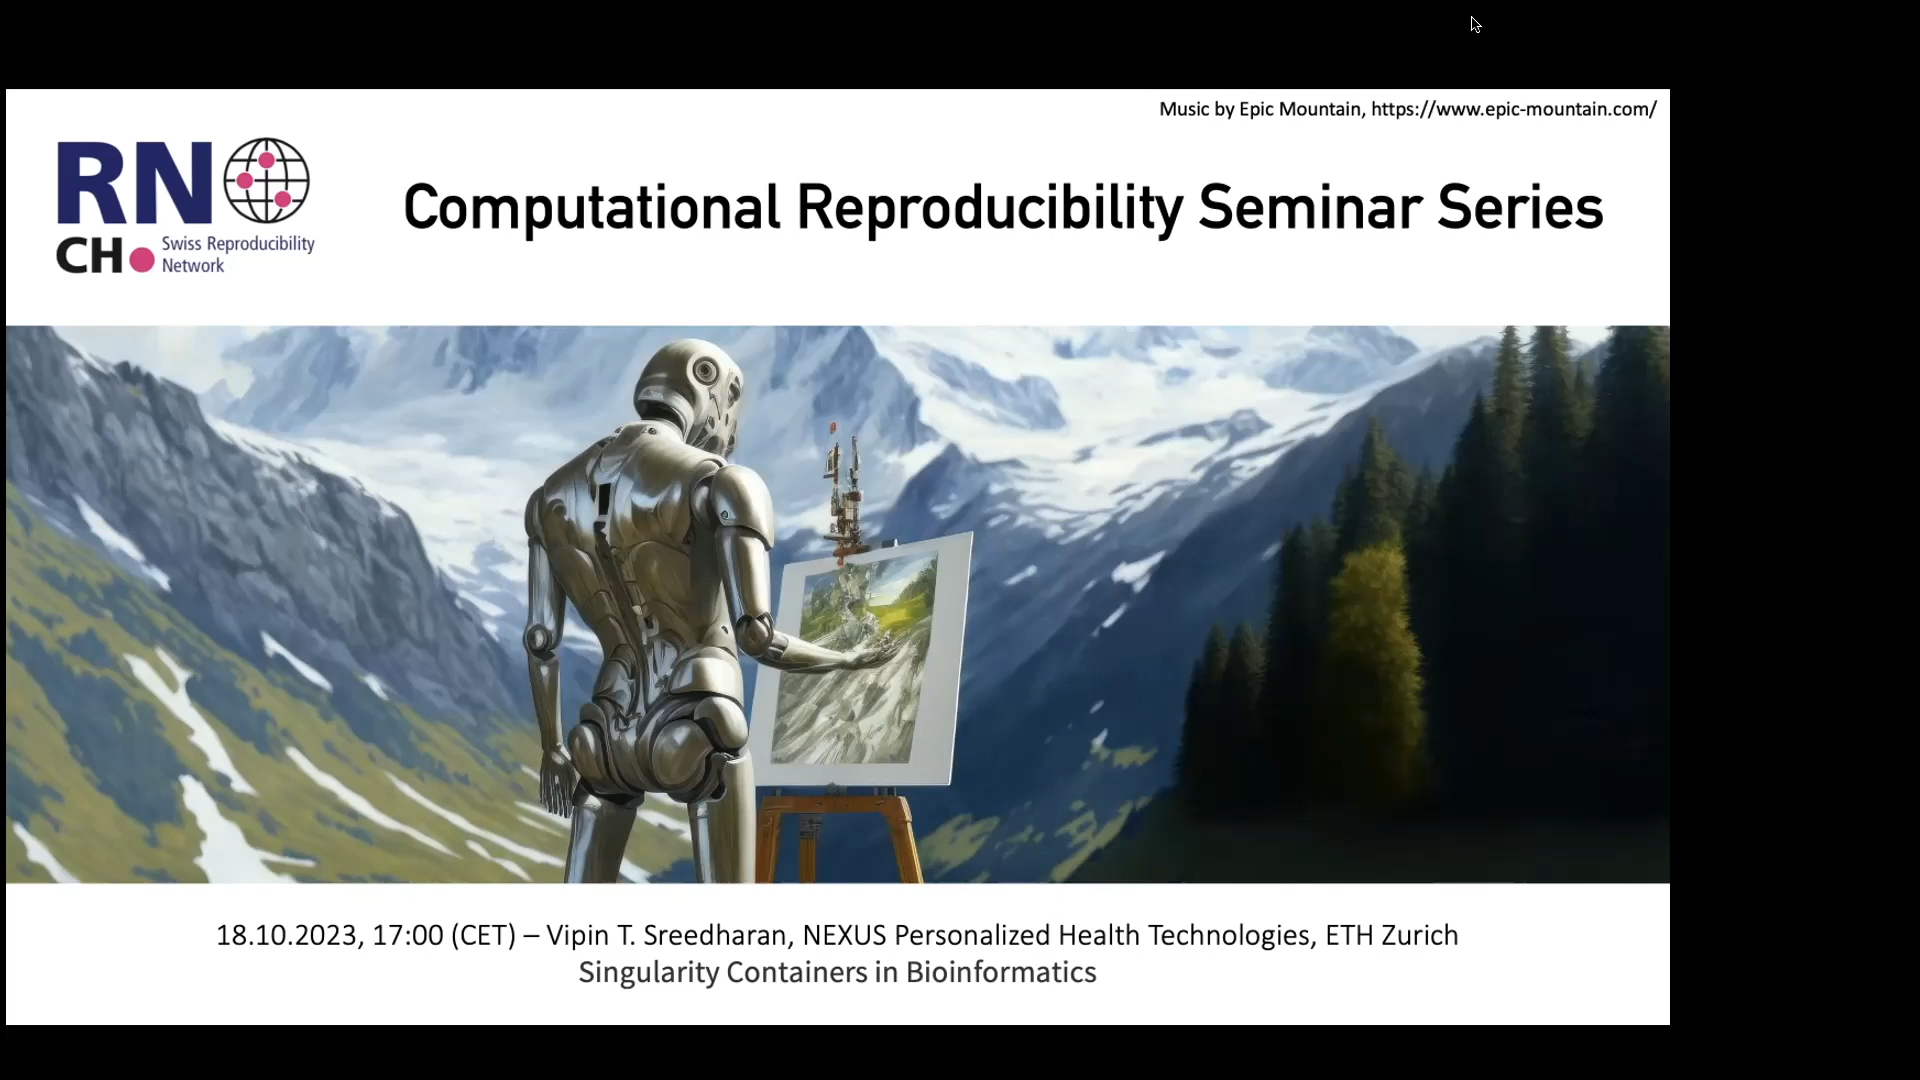 Music by Epic Mountain, https://www.epic-mountain.com/
RN
CH
Swiss Reproducibility
Network
Computational Reproducibility Seminar Series
18.10.2023, 17:00 (CET) – Vipin T. Sreedharan, NEXUS Personalized Health Technologies, ETH Zurich
Singularity Containers in Bioinformatics